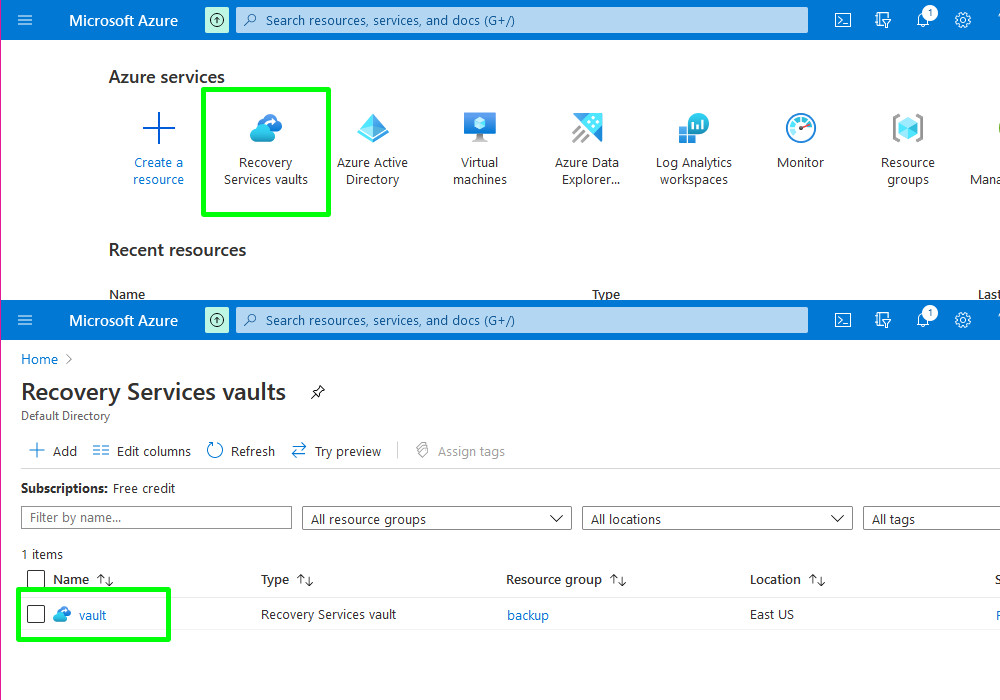 Microsoft Azure
Search resources, services, and docs (G+/)
1
Azure services
Create a
resource
Recovery
Services vaults
Azure Active
Directory
Virtual
machines
Azure Data
Explorer...
Log Analytics
workspaces
Monitor
Resource
groups
Mana
Recent resources
Name Type Last
Microsoft Azure
Search resources, services, and docs (G+/)
1
Home
Recovery Services vaults
Default Directory
Add Edit columns Refresh Try preview Assign tags
Subscriptions: Free credit
Filter by name... All resource groups All locations All tags
1 items
Name Type Resource group Location S
vault Recovery Services vault backup East US